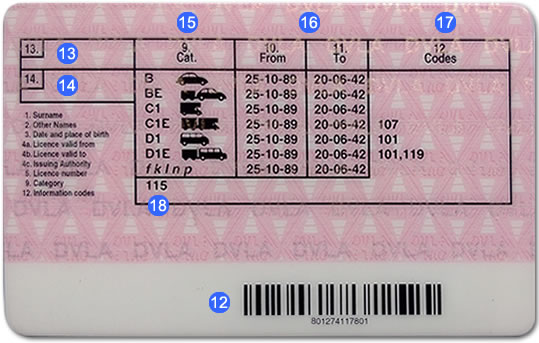 15 16 17
13. 13 9. Cat. 10. From 11. To 12 Codes
14. 14
B 25-10-89 20-06-42
BE 25-10-89 20-06-42
C1 25-10-89 20-06-42
C1E 25-10-89 20-06-42 107
D1 25-10-89 20-06-42 101
D1E 25-10-89 20-06-42 101,119
fklnp 25-10-89 20-06-42
115
18
1. Surname
2. Other Names
3. Date and place of birth
4a. Licence valid from
4b. Licence valid to
4c. Issuing Authority
5. Licence number
9. Category
12. Information codes
DVLA DVLA DVLA DVLA
12
801274117801